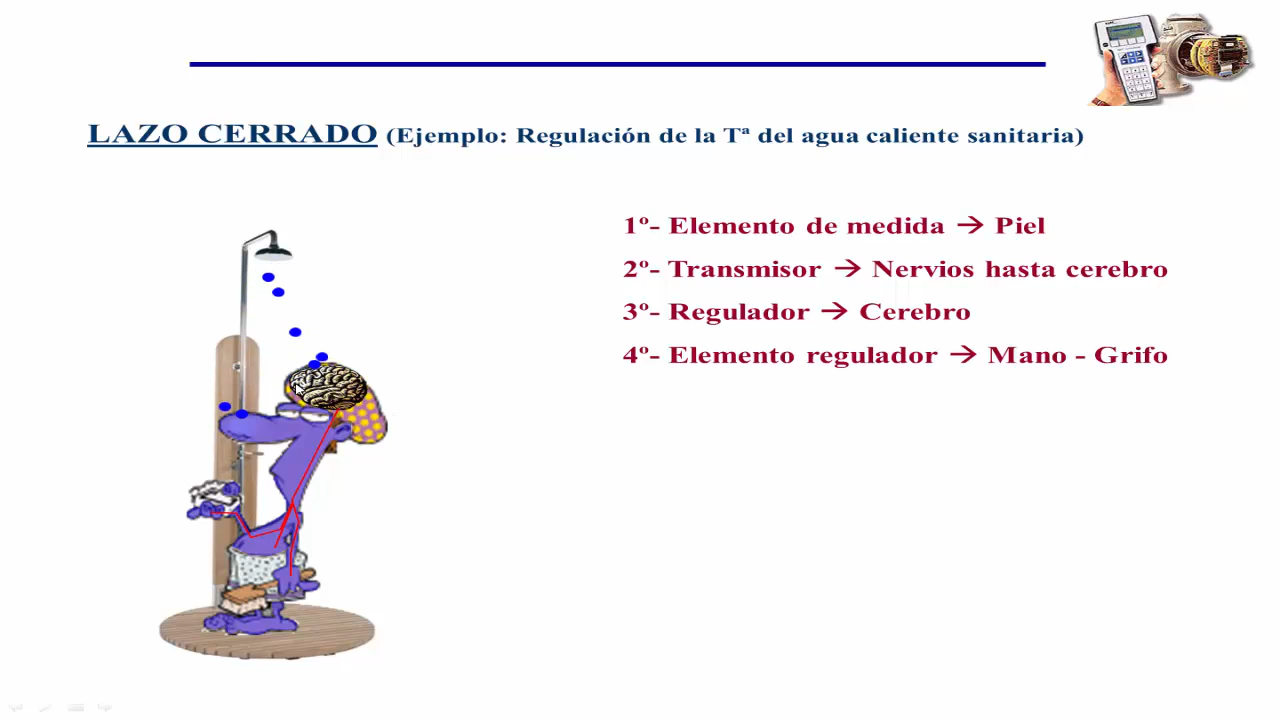 LAZO CERRADO (Ejemplo: Regulación de la Tª del agua caliente sanitaria)
1º- Elemento de medida → Piel
2º- Transmisor → Nervios hasta cerebro
3º- Regulador → Cerebro
4º- Elemento regulador → Mano - Grifo